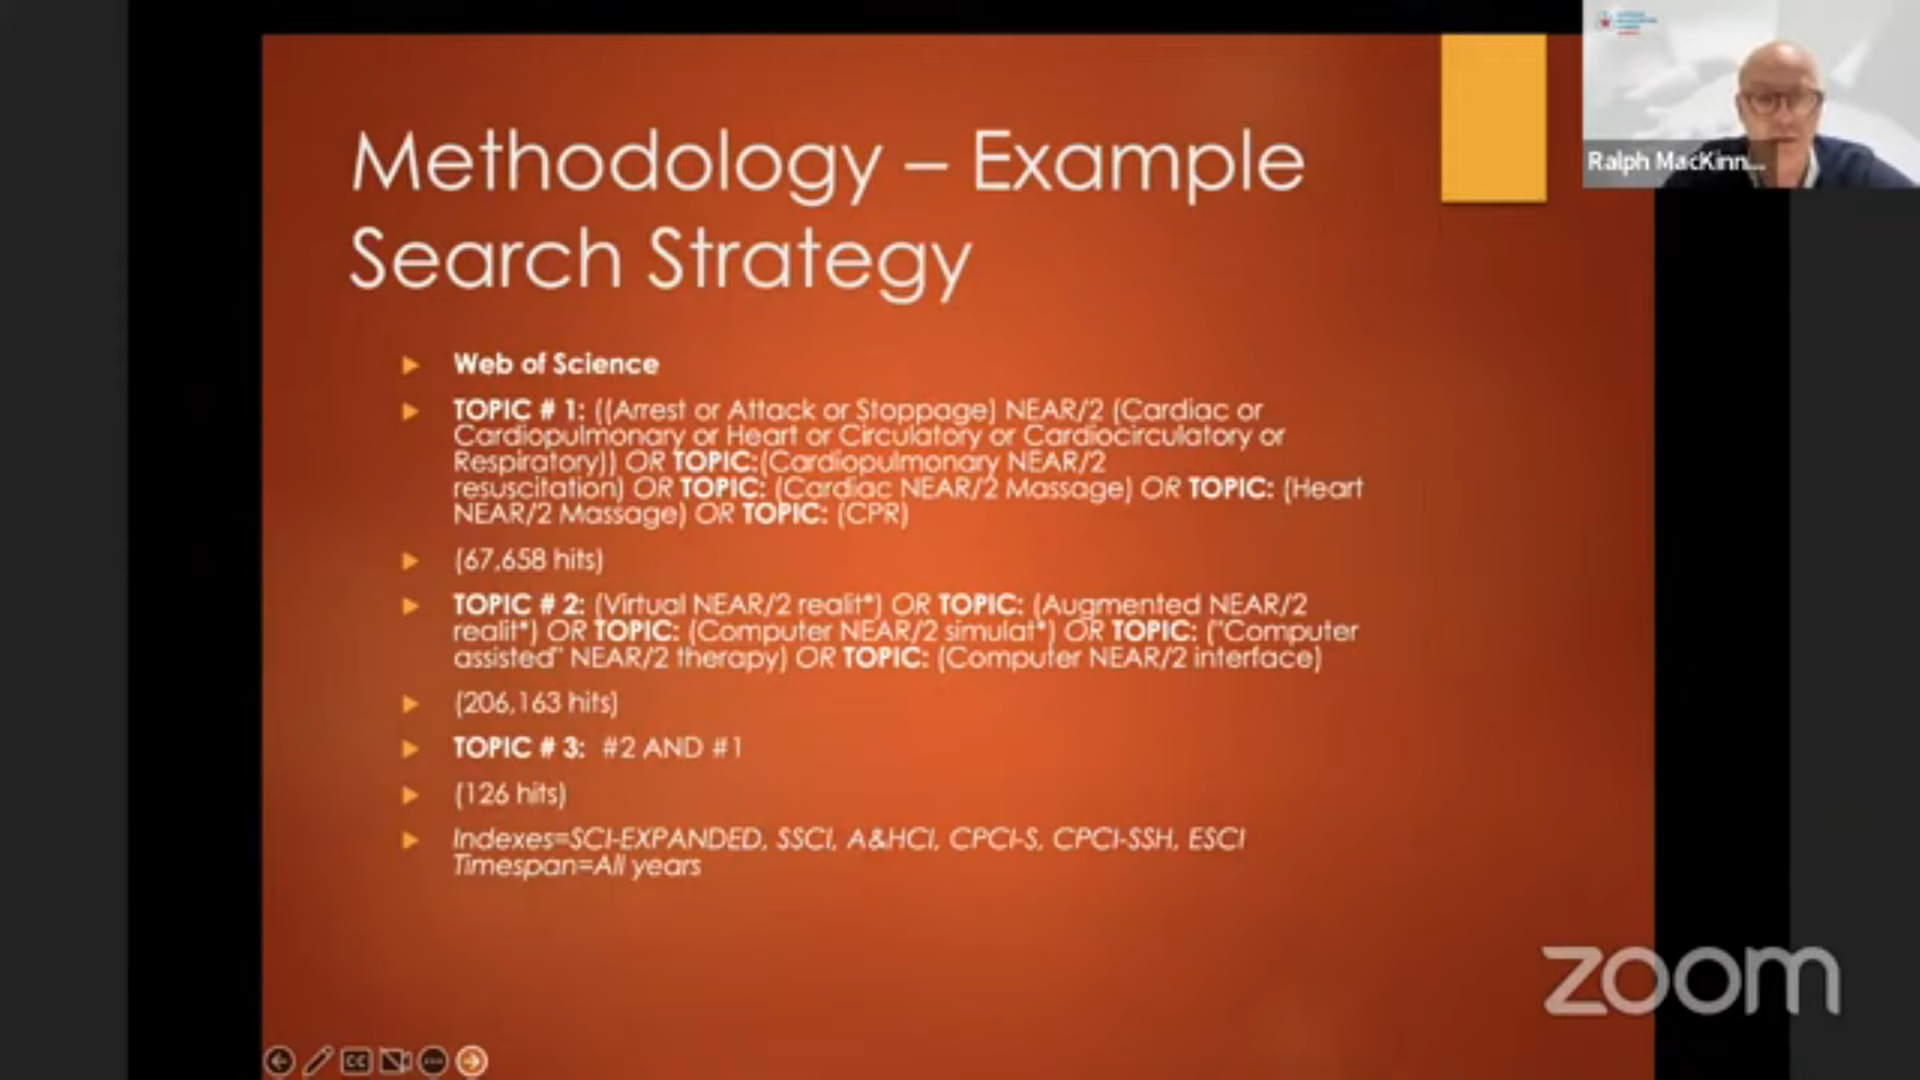 Methodology – Example
Search Strategy
Web of Science
TOPIC # 1: ((Arrest or Attack or Stoppage) NEAR/2 (Cardiac or
Cardiopulmonary or Heart or Circulatory or Cardiocirculatory or
Respiratory)) OR TOPIC:(Cardiopulmonary NEAR/2
resuscitation) OR TOPIC: (Cardiac NEAR/2 Massage) OR TOPIC: (Heart
NEAR/2 Massage) OR TOPIC: (CPR)
(67,658 hits)
TOPIC # 2: (Virtual NEAR/2 realit*) OR TOPIC: (Augmented NEAR/2
realit*) OR TOPIC: (Computer NEAR/2 simulat*) OR TOPIC: ("Computer
assisted" NEAR/2 therapy) OR TOPIC: (Computer NEAR/2 interface)
(206,163 hits)
TOPIC # 3: #2 AND #1
(126 hits)
Indexes=SCI-EXPANDED, SSCI, A&HCI, CPCI-S, CPCI-SSH, ESCI
Timespan=All years
Ralph MacKinn...
zoom
CC